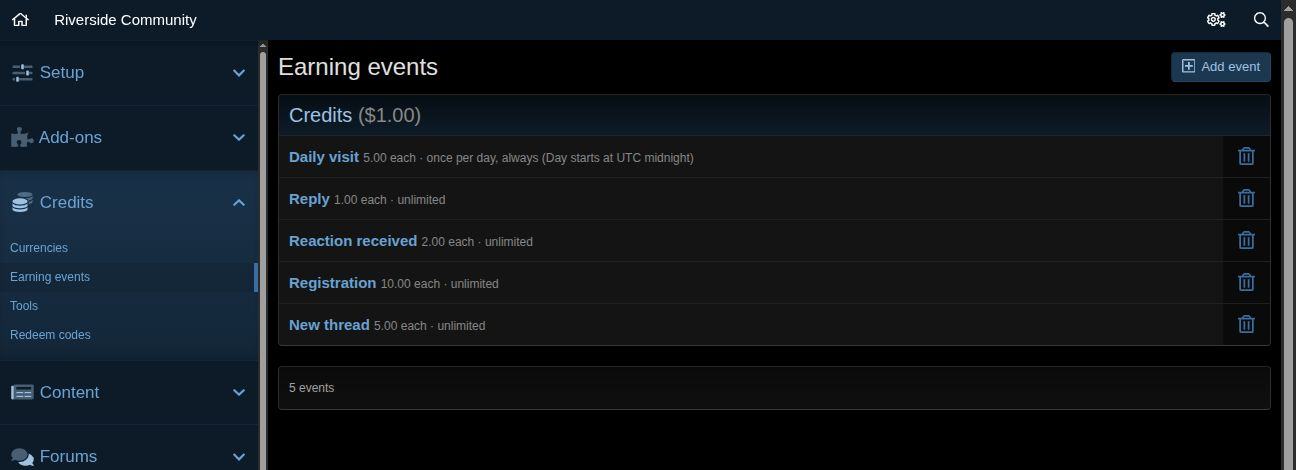 Riverside Community
Setup
Add-ons
Credits
Currencies
Earning events
Tools
Redeem codes
Content
Forums
Earning events
Add event
Credits ($1.00)
Daily visit 5.00 each · once per day, always (Day starts at UTC midnight)
Reply 1.00 each · unlimited
Reaction received 2.00 each · unlimited
Registration 10.00 each · unlimited
New thread 5.00 each · unlimited
5 events